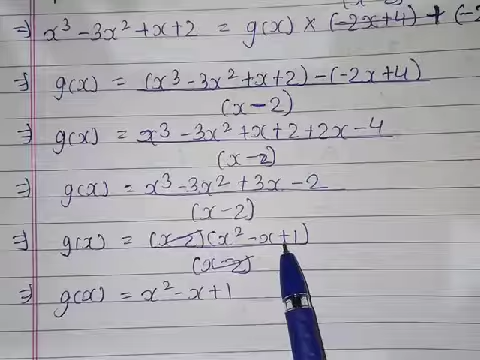 ⇒ x³ - 3x² + x + 2 = g(x) × (-2x+4) + (-2
⇒ g(x) = (x³ - 3x² + x + 2) - (-2x+4)
(x-2)
⇒ g(x) = x³ - 3x² + x + 2 + 2x - 4
(x-2)
⇒ g(x) = x³ - 3x² + 3x - 2
(x-2)
⇒ g(x) = (x-2)(x² - x + 1)
(x-2)
⇒ g(x) = x² - x + 1